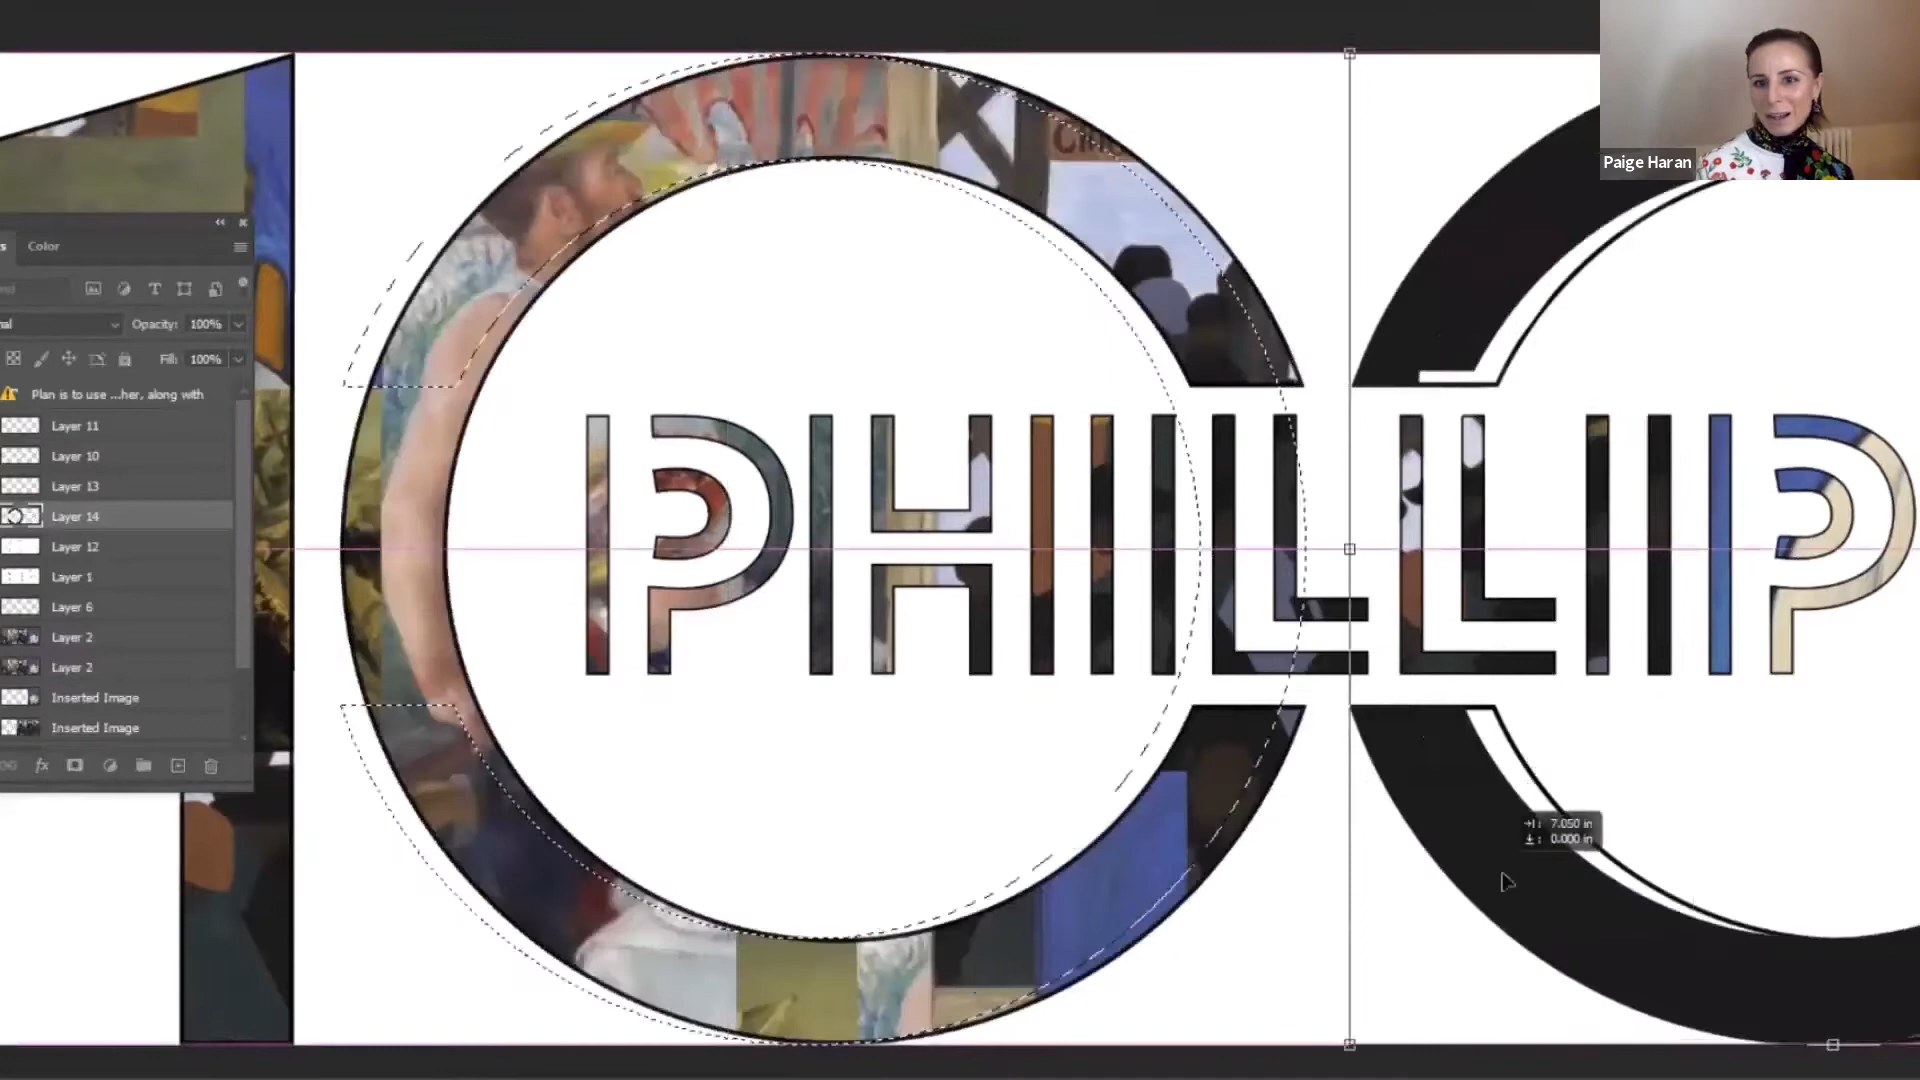 Paige Haran
s Color
Opacity: 100%
Fill: 100%
Plan is to use ...her, along with
Layer 11
Layer 10
Layer 13
Layer 14
Layer 12
Layer 1
Layer 6
Layer 2
Layer 2
Inserted Image
Inserted Image
fx
PHILLIP
7.050 in
0.000 in